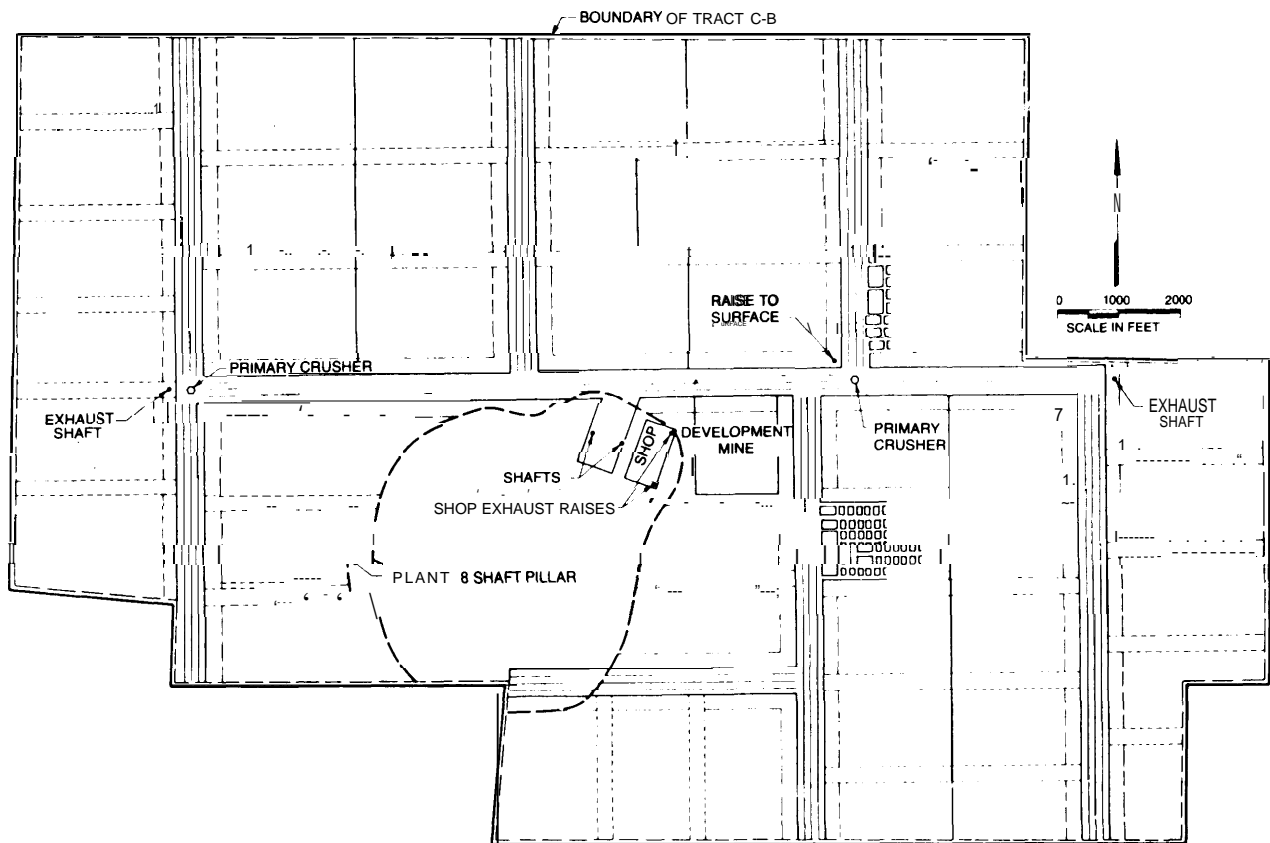 BOUNDARY OF TRACT C-B
N
0 1000 2000
SCALE IN FEET
RAISE TO
SURFACE
PRIMARY CRUSHER
EXHAUST
SHAFT
EXHAUST
SHAFT
PRIMARY
CRUSHER
SHOP
DEVELOPMENT
MINE
SHAFTS
SHOP EXHAUST RAISES
PLANT 8 SHAFT PILLAR